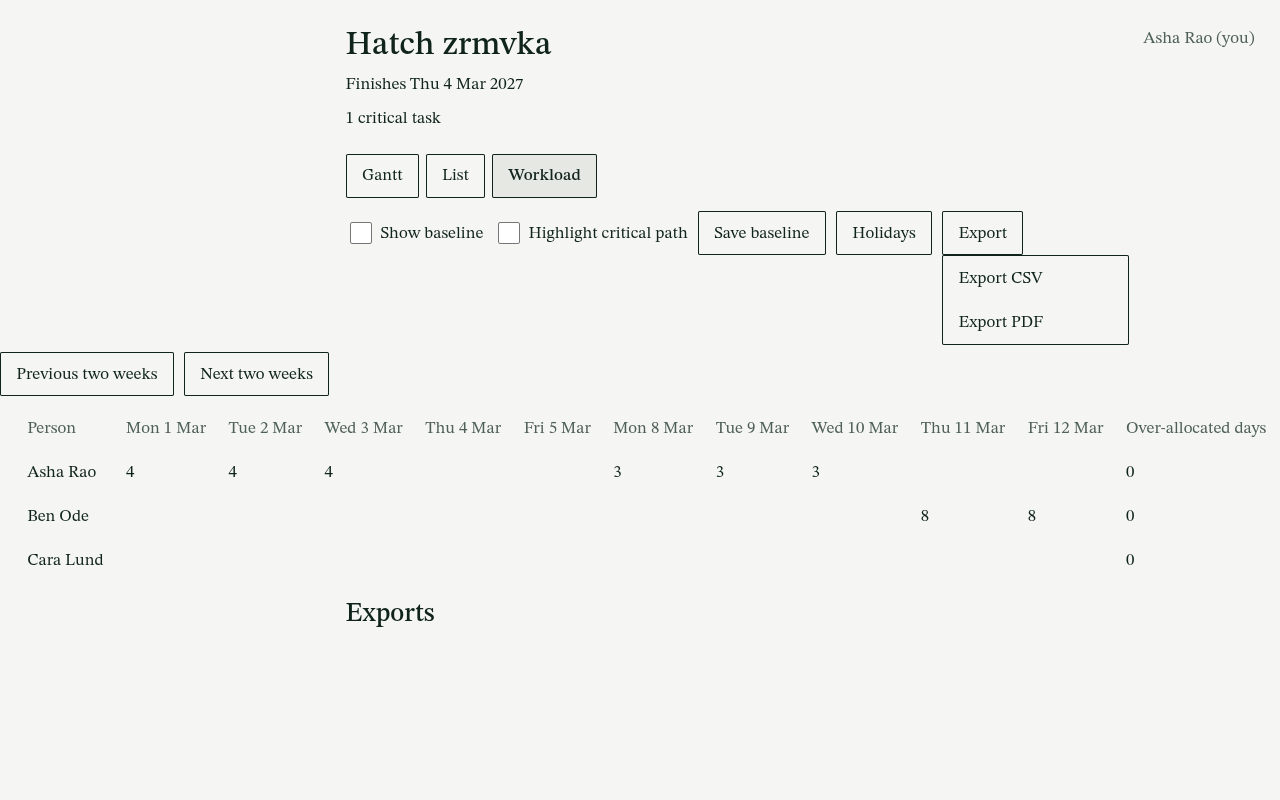 Hatch zrmvka
Asha Rao (you)
Finishes Thu 4 Mar 2027
1 critical task
Gantt List Workload
Show baseline Highlight critical path Save baseline Holidays Export
Export CSV
Export PDF
Previous two weeks Next two weeks
Person Mon 1 Mar Tue 2 Mar Wed 3 Mar Thu 4 Mar Fri 5 Mar Mon 8 Mar Tue 9 Mar Wed 10 Mar Thu 11 Mar Fri 12 Mar Over-allocated days
Asha Rao 4 4 4 3 3 3 0
Ben Ode 8 8 0
Cara Lund 0
Exports